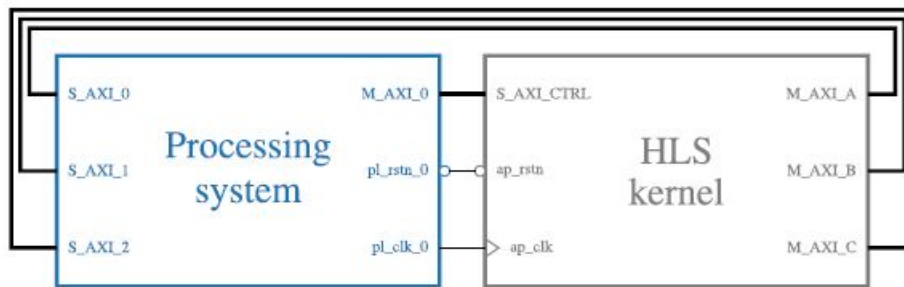 S_AXI_0
M_AXI_0
S_AXI_CTRL
M_AXI_A
Processing
system
HLS
kernel
S_AXI_1
pl_rstn_0
ap_rstn
M_AXI_B
S_AXI_2
pl_clk_0
ap_clk
M_AXI_C